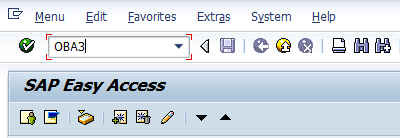 Menu Edit Favorites Extras System Help
OBA3
SAP Easy Access